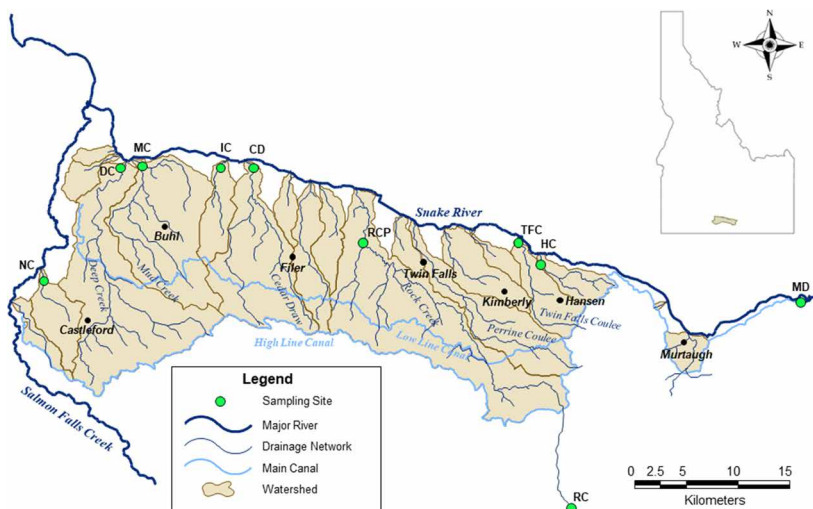 N
W
E
S
MC
IC
CD
DC
Snake River
Buhl
RCP
TFC
HC
NC
Filer
Twin Falls
MD
Deep Creek
Mud Creek
Cedar Draw
Rock Creek
Kimberly
Hansen
Twin Falls Coulee
Castleford
Perrine Coulee
High Line Canal
Low Line Canal
Murtaugh
Salmon Falls Creek
Legend
Sampling Site
Major River
Drainage Network
Main Canal
Watershed
RC
0 2.5 5 10 15
Kilometers